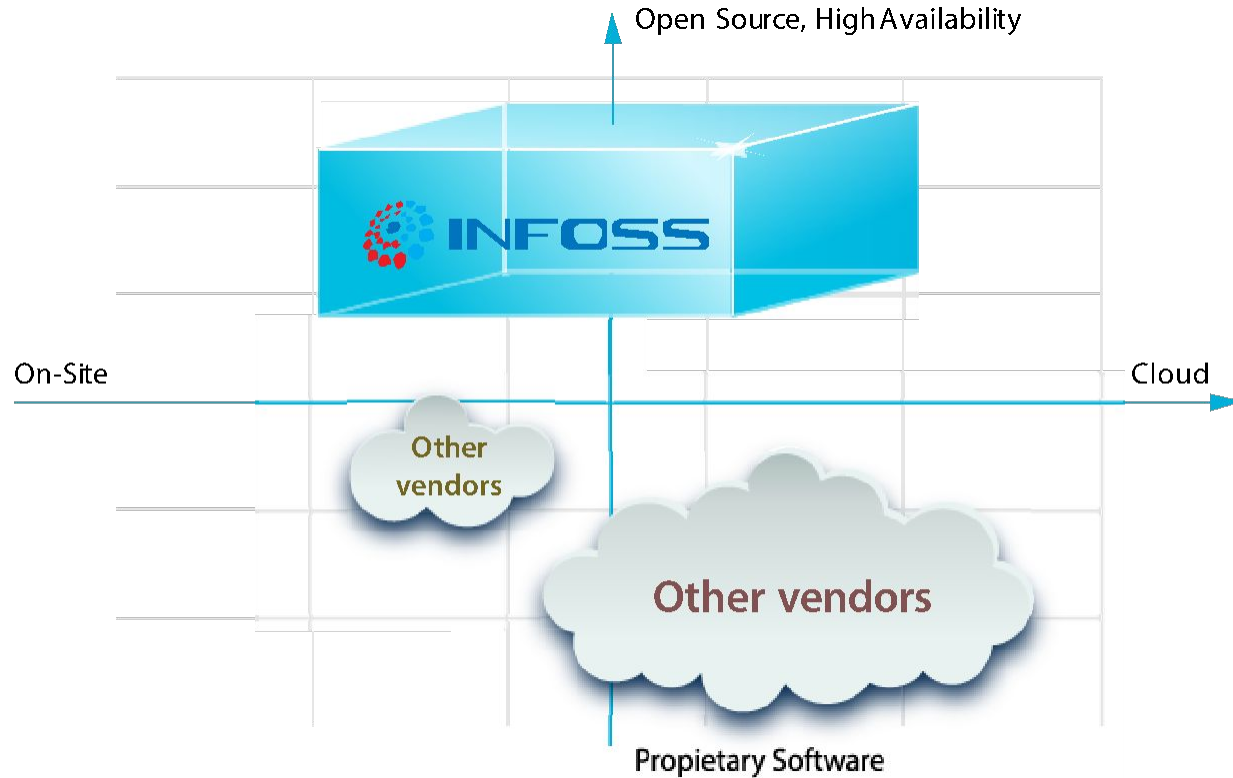 Open Source, High Availability
INFOSS
On-Site
Cloud
Other
vendors
Other vendors
Propietary Software